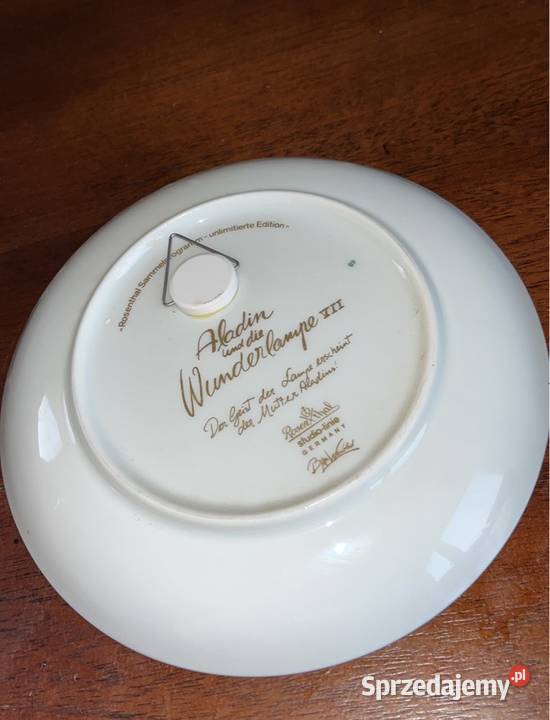 «Rosenthal Sammelprogramm - unlimitierte Edition»
Aladin
und die
Wunderlampe VII
Der Geist der Lampe erscheint
der Mutter Aladins!
Rosenthal
studio-linie
GERMANY
Sprzedajemy.pl